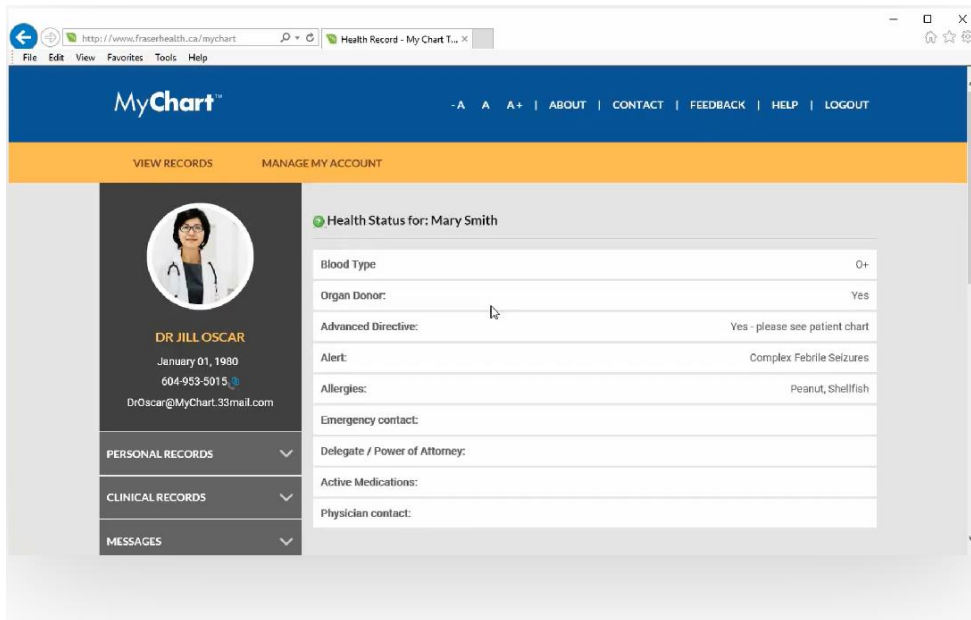 http://www.fraserhealth.ca/mychart
Health Record - My Chart T...
File Edit View Favorites Tools Help
MyChart™
-A A A+ | ABOUT | CONTACT | FEEDBACK | HELP | LOGOUT
VIEW RECORDS MANAGE MY ACCOUNT
DR JILL OSCAR
January 01, 1980
604-953-5015
DrOscar@MyChart.33mail.com
PERSONAL RECORDS
CLINICAL RECORDS
MESSAGES
Health Status for: Mary Smith
Blood Type O+
Organ Donor: Yes
Advanced Directive: Yes - please see patient chart
Alert: Complex Febrile Seizures
Allergies: Peanut, Shellfish
Emergency contact:
Delegate / Power of Attorney:
Active Medications:
Physician contact: